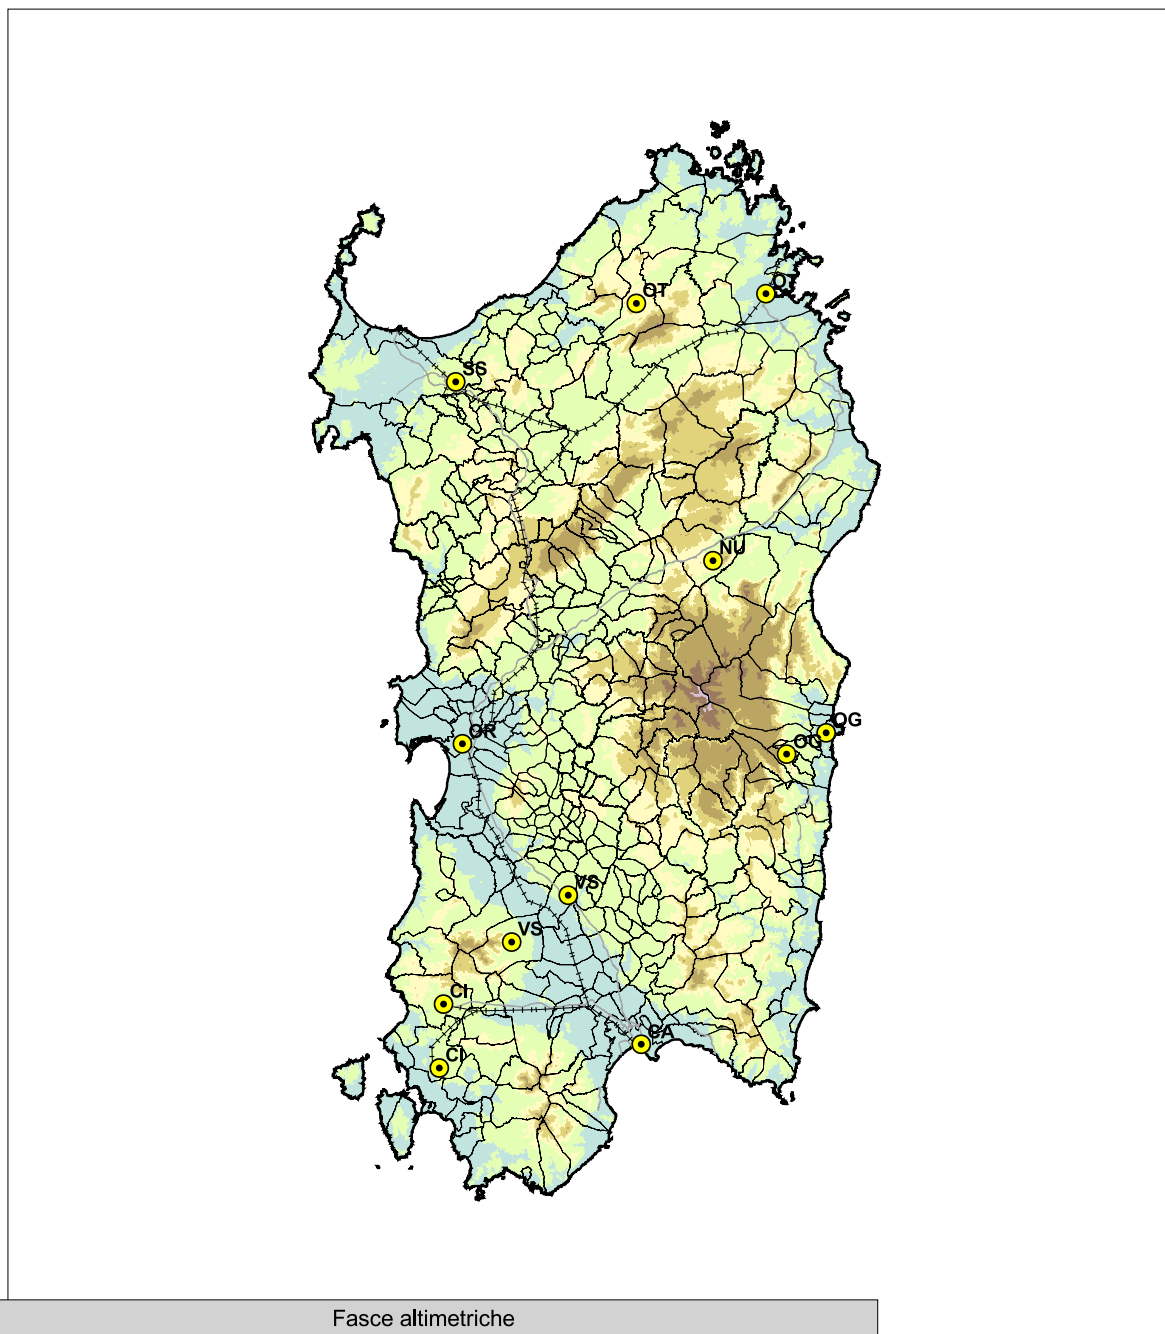 OT
OT
SS
NU
OG
OR
OG
VS
VS
CI
CA
CI
Fasce altimetriche